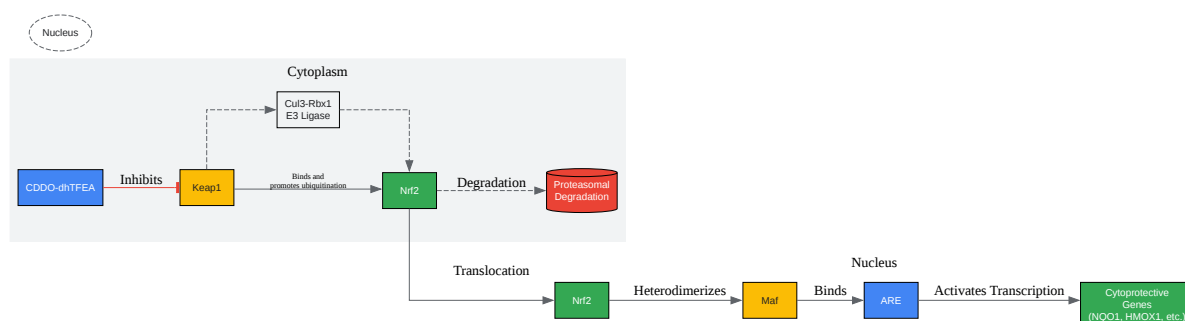 Nucleus
Cytoplasm
Cul3-Rbx1
E3 Ligase
CDDO-dhTFEA
Inhibits
Keap1
Binds and
promotes ubiquitination
Nrf2
Degradation
Proteasomal
Degradation
Translocation
Nucleus
Nrf2
Heterodimerizes
Maf
Binds
ARE
Activates Transcription
Cytoprotective
Genes
(NQO1, HMOX1, etc.)